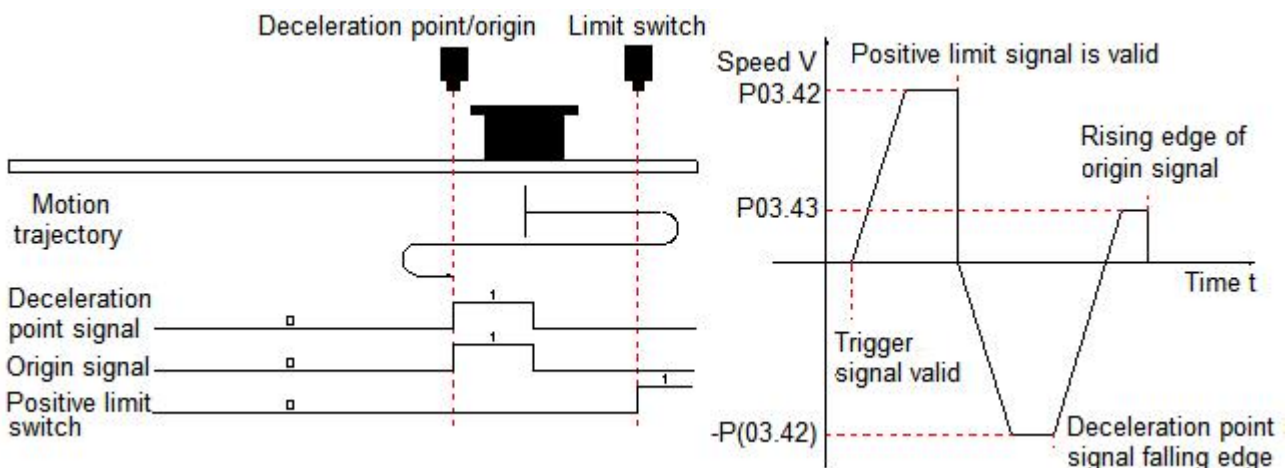 Deceleration point/origin
Limit switch
Motion
trajectory
Deceleration
point signal
Origin signal
Positive limit
switch
0
1
0
1
0
1
Speed V
Positive limit signal is valid
P03.42
Rising edge of
origin signal
P03.43
Time t
Trigger
signal valid
-P(03.42)
Deceleration point
signal falling edge